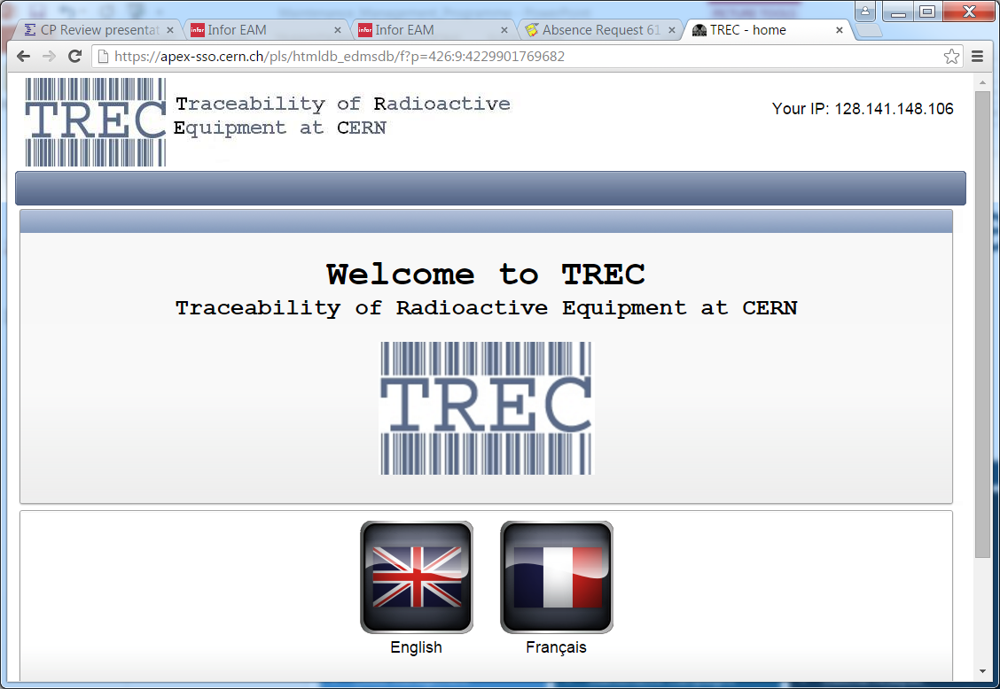 CP Review presentat
Infor EAM
Infor EAM
Absence Request 61
TREC - home
https://apex-sso.cern.ch/pls/htmldb_edmsdb/f?p=426:9:4229901769682
TREC
Traceability of Radioactive
Equipment at CERN
Your IP: 128.141.148.106
Welcome to TREC
Traceability of Radioactive Equipment at CERN
TREC
English
Français